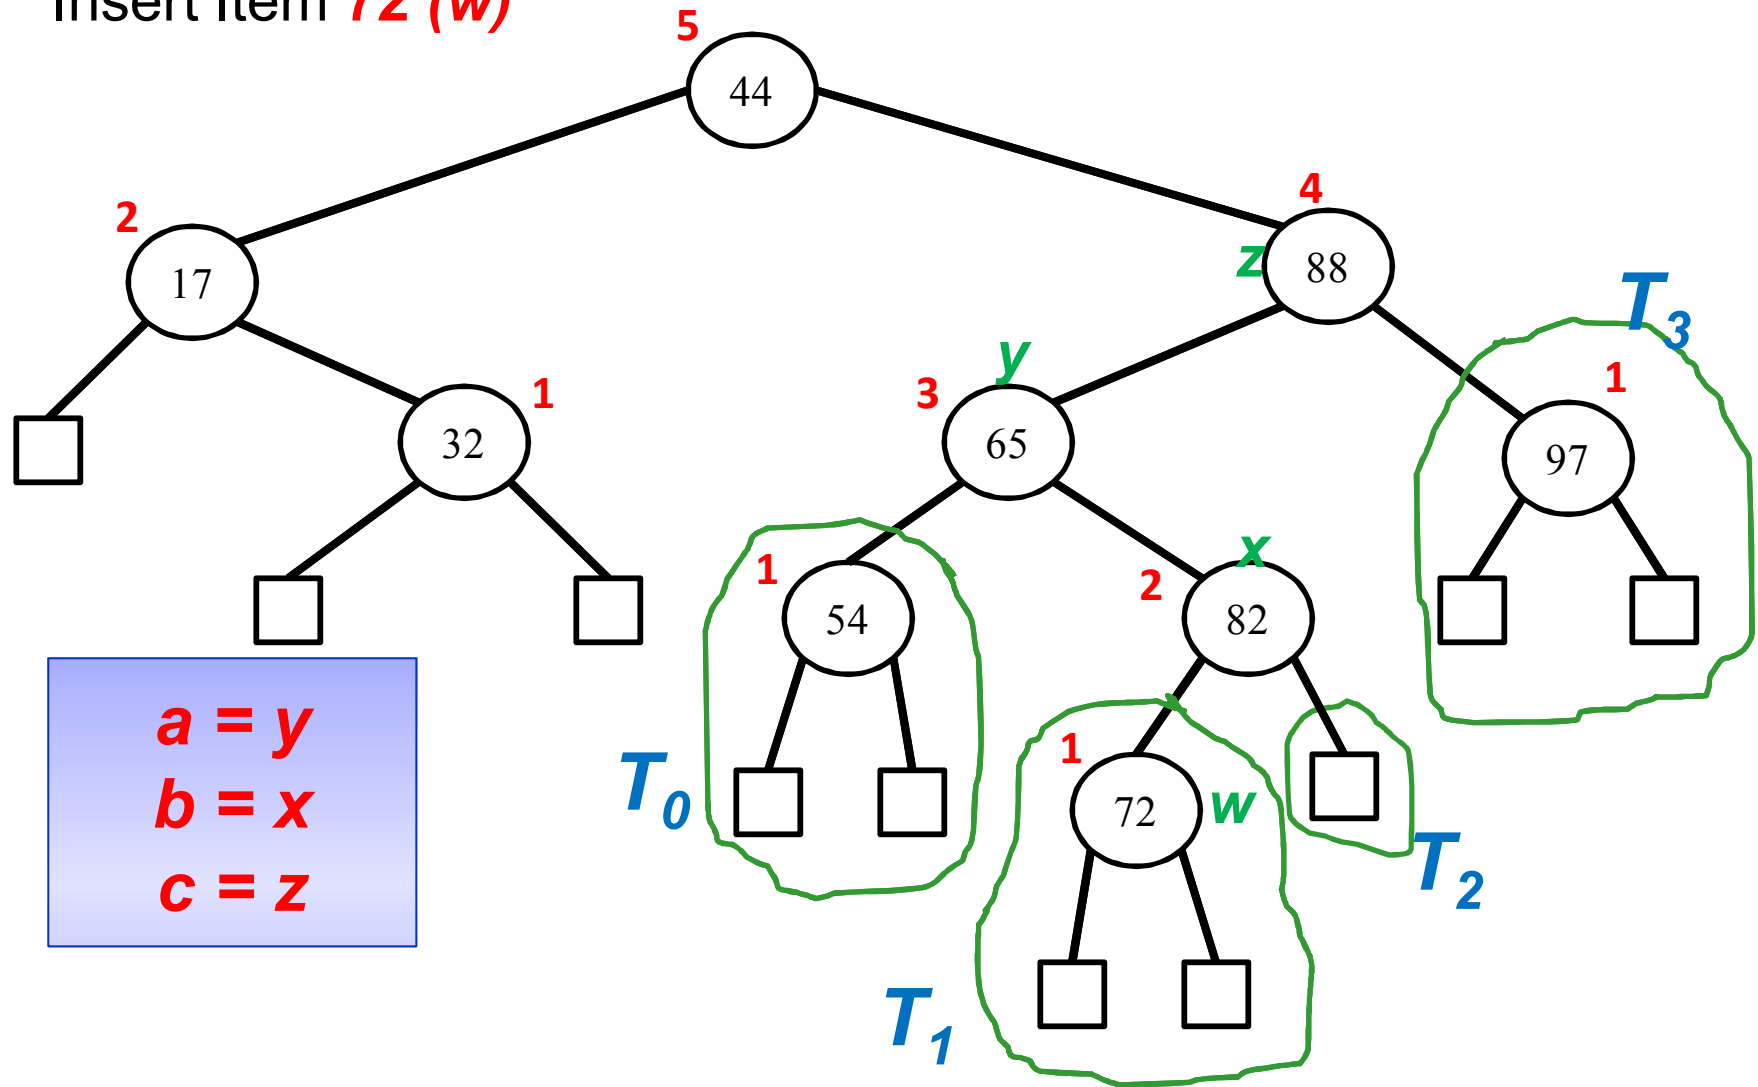 Insert item 72 (w)
5
44
2
17
4
z
88
T3
y
3
65
1
32
1
97
1
54
x
2
82
a = y
b = x
c = z
T0
1
72
w
T2
T1